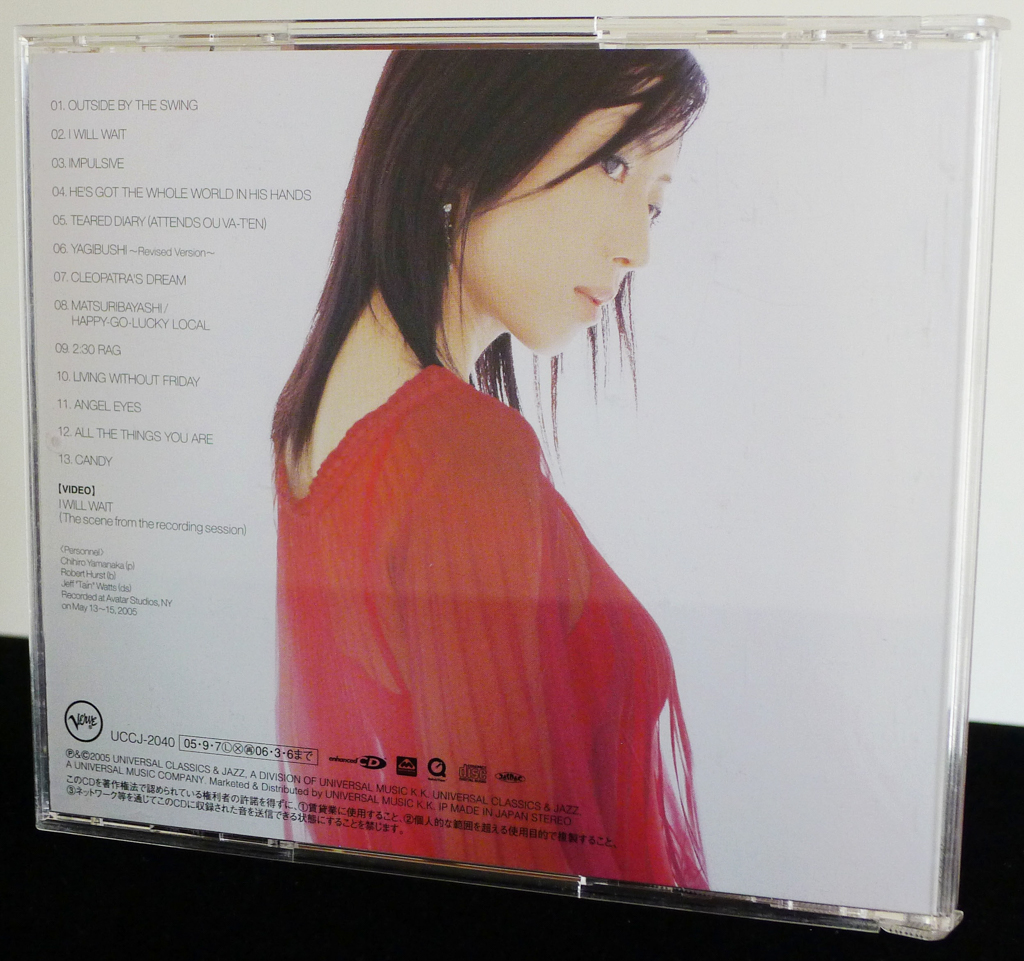 01. OUTSIDE BY THE SWING
02. I WILL WAIT
03. IMPULSIVE
04. HE'S GOT THE WHOLE WORLD IN HIS HANDS
05. TEARED DIARY (ATTENDS OU VA-T'EN)
06. YAGIBUSHI ~Revised Version~
07. CLEOPATRA'S DREAM
08. MATSURIBAYASHI /
HAPPY-GO-LUCKY LOCAL
09. 2:30 RAG
10. LIVING WITHOUT FRIDAY
11. ANGEL EYES
12. ALL THE THINGS YOU ARE
13. CANDY
【VIDEO】
I WILL WAIT
(The scene from the recording session)
〈Personnel〉
Chihiro Yamanaka (p)
Robert Hurst (b)
Jeff "Tain" Watts (ds)
Recorded at Avatar Studios, NY
on May 13~15, 2005
Verve
UCCJ-2040 05・9・7ⓁⓍ㊢06・3・6まで enhanced CD
℗&©2005 UNIVERSAL CLASSICS & JAZZ, A DIVISION OF UNIVERSAL MUSIC K.K. UNIVERSAL CLASSICS & JAZZ,
A UNIVERSAL MUSIC COMPANY. Marketed & Distributed by UNIVERSAL MUSIC K.K. IP MADE IN JAPAN STEREO
このCDを著作権法で認められている権利者の許諾を得ずに、①賃貸業に使用すること、②個人的な範囲を超える使用目的で複製すること、
③ネットワーク等を通じてこのCDに収録された音を送信できる状態にすることを禁じます。